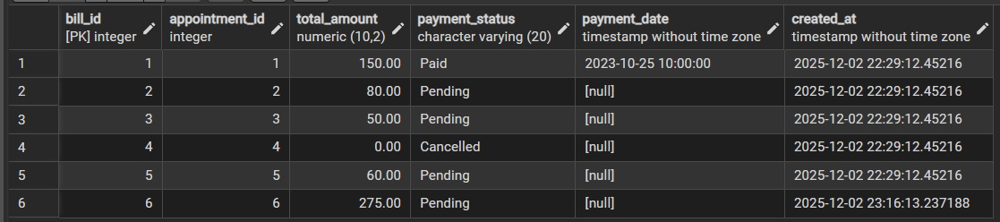 bill_id appointment_id total_amount payment_status payment_date created_at
[PK] integer integer numeric (10,2) character varying (20) timestamp without time zone timestamp without time zone
1 1 1 150.00 Paid 2023-10-25 10:00:00 2025-12-02 22:29:12.45216
2 2 2 80.00 Pending [null] 2025-12-02 22:29:12.45216
3 3 3 50.00 Pending [null] 2025-12-02 22:29:12.45216
4 4 4 0.00 Cancelled [null] 2025-12-02 22:29:12.45216
5 5 5 60.00 Pending [null] 2025-12-02 22:29:12.45216
6 6 6 275.00 Pending [null] 2025-12-02 23:16:13.237188